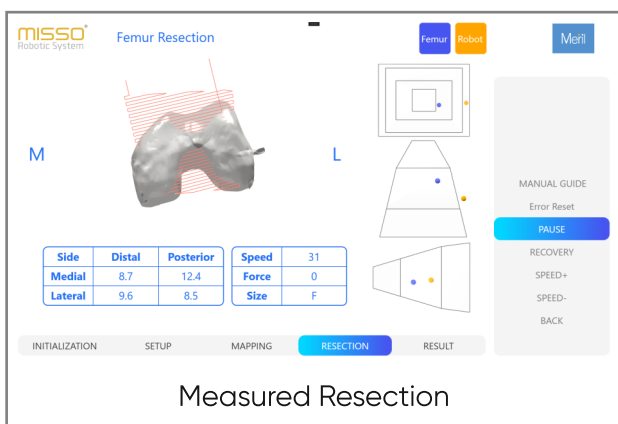 MISSO
Robotic System
Femur Resection
Femur
Robot
Meril
M
L
MANUAL GUIDE
Error Reset
PAUSE
RECOVERY
SPEED+
SPEED-
BACK
Side Distal Posterior
Medial 8.7 12.4
Lateral 9.6 8.5
Speed 31
Force 0
Size F
INITIALIZATION SETUP MAPPING RESECTION RESULT
Measured Resection